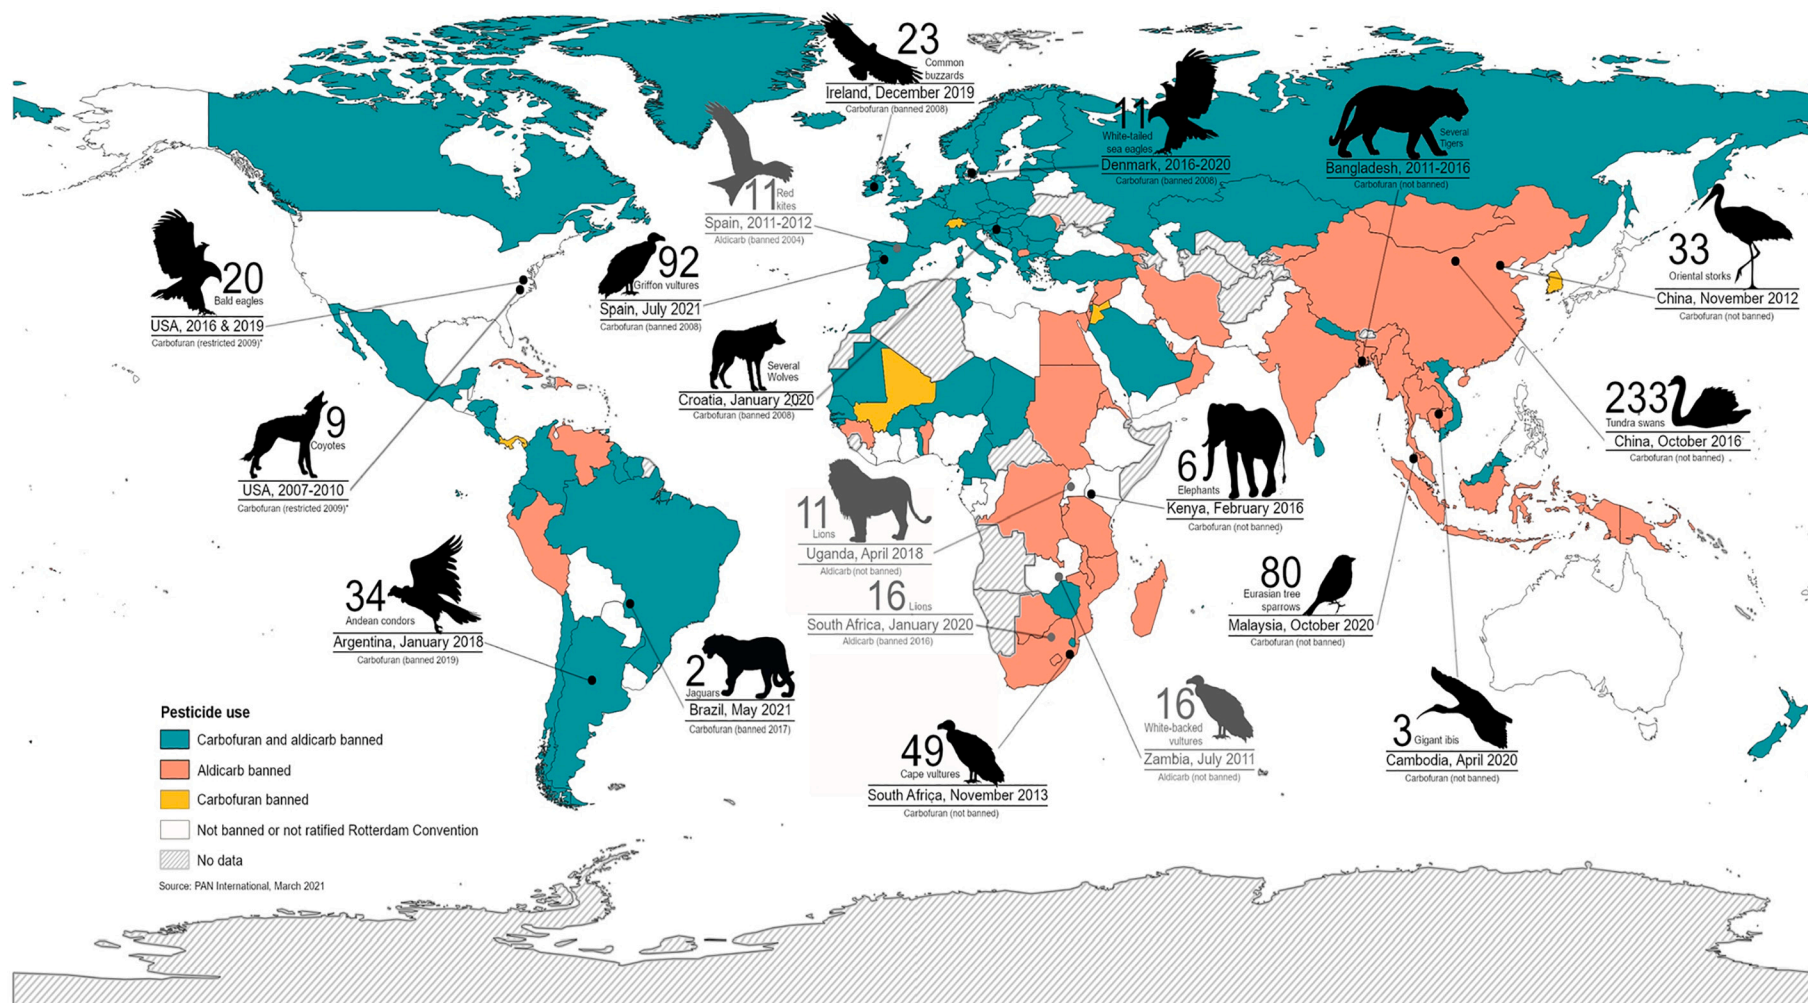 23
Common
buzzards
Ireland, December 2019
Carbofuran (banned 2008)
11
White-tailed
sea eagles
Denmark, 2016-2020
Carbofuran (banned 2008)
Several
Tigers
Bangladesh, 2011-2016
Carbofuran (not banned)
11 Red
kites
Spain, 2011-2012
Aldicarb (banned 2004)
33
Oriental storks
China, November 2012
Carbofuran (not banned)
20
Bald eagles
USA, 2016 & 2019
Carbofuran (restricted 2009)*
92
Griffon vultures
Spain, July 2021
Carbofuran (banned 2008)
Several
Wolves
Croatia, January 2020
Carbofuran (banned 2008)
233
Tundra swans
China, October 2016
Carbofuran (not banned)
9
Coyotes
USA, 2007-2010
Carbofuran (restricted 2009)*
6
Elephants
Kenya, February 2016
Carbofuran (not banned)
11
Lions
Uganda, April 2018
Aldicarb (not banned)
16 Lions
South Africa, January 2020
Aldicarb (banned 2016)
80
Eurasian tree
sparrows
Malaysia, October 2020
Carbofuran (not banned)
34
Andean condors
Argentina, January 2018
Carbofuran (banned 2019)
2
Jaguars
Brazil, May 2021
Carbofuran (banned 2017)
16
White-backed
vultures
Zambia, July 2011
Aldicarb (not banned)
49
Cape vultures
South Africa, November 2013
Carbofuran (not banned)
3 Gigant ibis
Cambodia, April 2020
Carbofuran (not banned)
Pesticide use
Carbofuran and aldicarb banned
Aldicarb banned
Carbofuran banned
Not banned or not ratified Rotterdam Convention
No data
Source: PAN International, March 2021